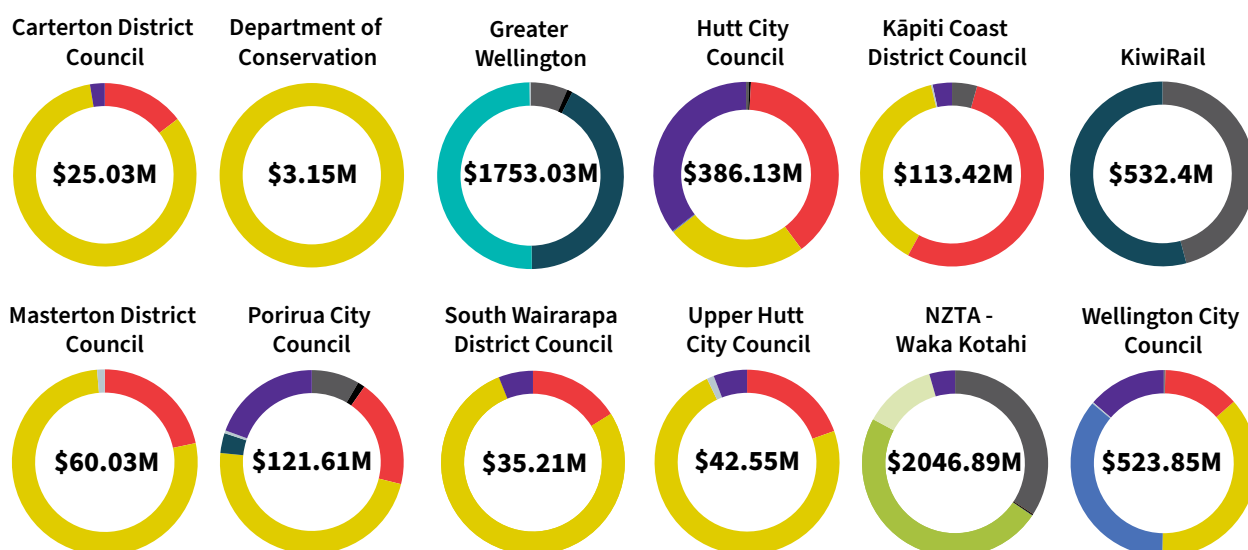 Carterton District
Council
Department of
Conservation
Greater
Wellington
Hutt City
Council
Kāpiti Coast
District Council
KiwiRail
$25.03M
$3.15M
$1753.03M
$386.13M
$113.42M
$532.4M
Masterton District
Council
Porirua City
Council
South Wairarapa
District Council
Upper Hutt
City Council
NZTA -
Waka Kotahi
Wellington City
Council
$60.03M
$121.61M
$35.21M
$42.55M
$2046.89M
$523.85M